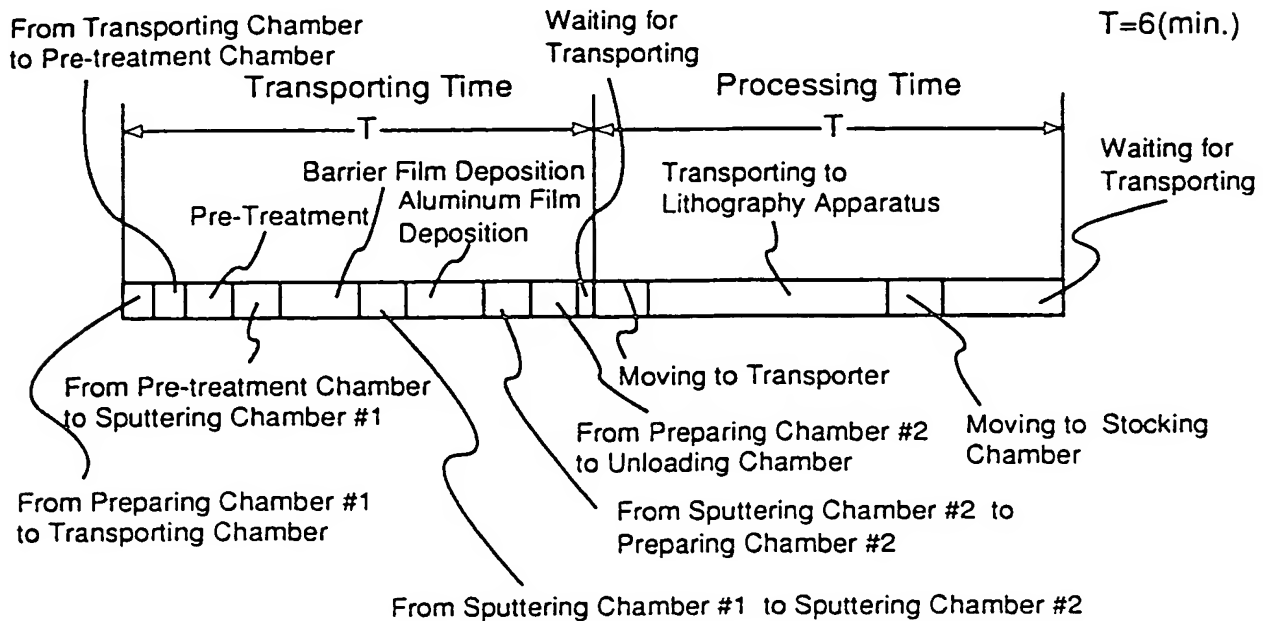 From Transporting Chamber
to Pre-treatment Chamber
Waiting for
Transporting
T=6(min.)
Transporting Time
Processing Time
T
T
Barrier Film Deposition
Aluminum Film
Deposition
Pre-Treatment
Transporting to
Lithography Apparatus
Waiting for
Transporting
From Pre-treatment Chamber
to Sputtering Chamber #1
Moving to Transporter
From Preparing Chamber #2
to Unloading Chamber
Moving to Stocking
Chamber
From Preparing Chamber #1
to Transporting Chamber
From Sputtering Chamber #2 to
Preparing Chamber #2
From Sputtering Chamber #1 to Sputtering Chamber #2